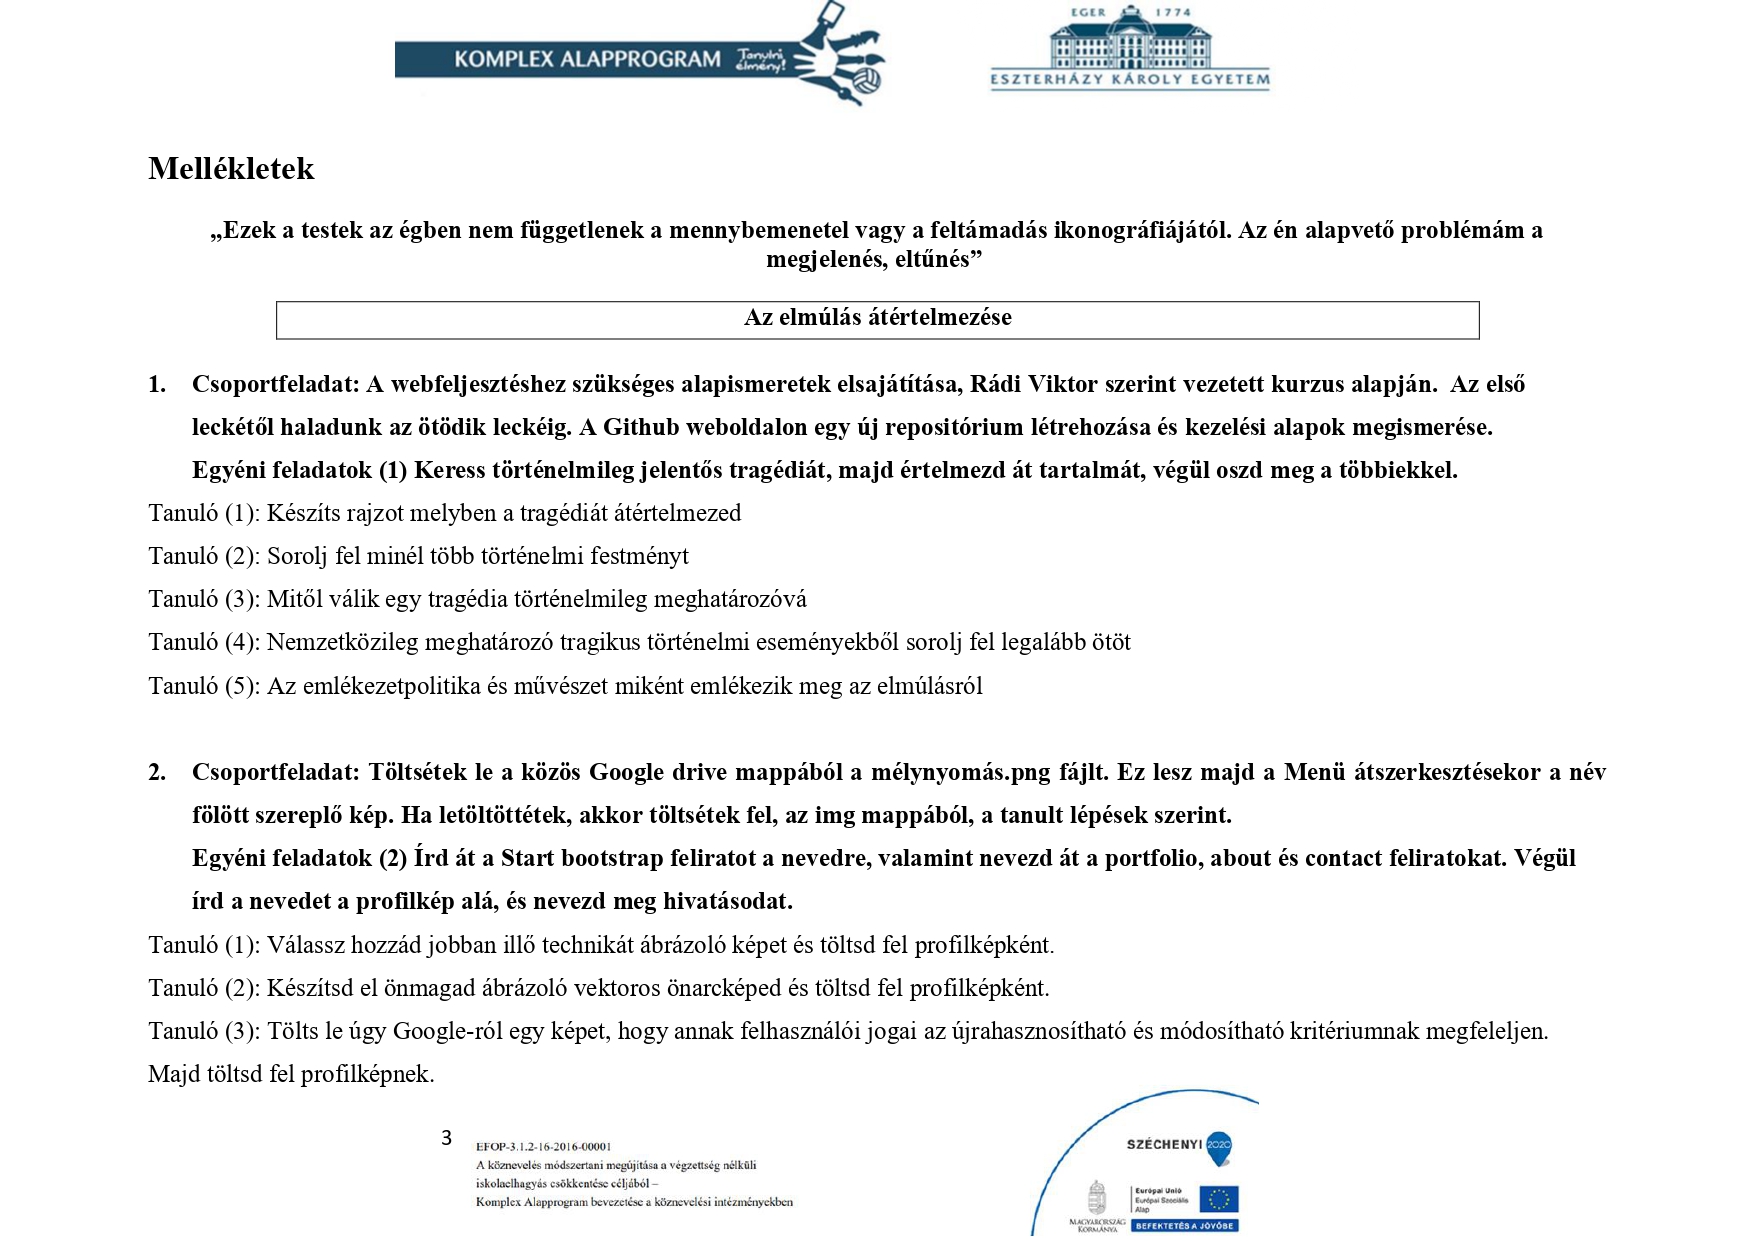 KOMPLEX ALAPPROGRAM Tanulni élmény!
EGER 1774
ESZTERHÁZY KÁROLY EGYETEM
Mellékletek
„Ezek a testek az égben nem függetlenek a mennybemenetel vagy a feltámadás ikonográfiájától. Az én alapvető problémám a
megjelenés, eltűnés”
Az elmúlás átértelmezése
1. Csoportfeladat: A webfeljesztéshez szükséges alapismeretek elsajátítása, Rádi Viktor szerint vezetett kurzus alapján. Az első
leckétől haladunk az ötödik leckéig. A Github weboldalon egy új repositórium létrehozása és kezelési alapok megismerése.
Egyéni feladatok (1) Keress történelmileg jelentős tragédiát, majd értelmezd át tartalmát, végül oszd meg a többiekkel.
Tanuló (1): Készíts rajzot melyben a tragédiát átértelmezed
Tanuló (2): Sorolj fel minél több történelmi festményt
Tanuló (3): Mitől válik egy tragédia történelmileg meghatározóvá
Tanuló (4): Nemzetközileg meghatározó tragikus történelmi eseményekből sorolj fel legalább ötöt
Tanuló (5): Az emlékezetpolitika és művészet miként emlékezik meg az elmúlásról
2. Csoportfeladat: Töltsétek le a közös Google drive mappából a mélynyomás.png fájlt. Ez lesz majd a Menü átszerkesztésekor a név
fölött szereplő kép. Ha letöltöttétek, akkor töltsétek fel, az img mappából, a tanult lépések szerint.
Egyéni feladatok (2) Írd át a Start bootstrap feliratot a nevedre, valamint nevezd át a portfolio, about és contact feliratokat. Végül
írd a nevedet a profilkép alá, és nevezd meg hivatásodat.
Tanuló (1): Válassz hozzád jobban illő technikát ábrázoló képet és töltsd fel profilképként.
Tanuló (2): Készítsd el önmagad ábrázoló vektoros önarcképed és töltsd fel profilképként.
Tanuló (3): Tölts le úgy Google-ról egy képet, hogy annak felhasználói jogai az újrahasznosítható és módosítható kritériumnak megfeleljen.
Majd töltsd fel profilképnek.
3
EFOP-3.1.2-16-2016-00001
A köznevelés módszertani megújítása a végzettség nélküli
iskolaelhagyás csökkentése céljából –
Komplex Alapprogram bevezetése a köznevelési intézményekben
SZÉCHENYI 2020
MAGYARORSZÁG
KORMÁNYA
Európai Unió
Európai Szociális
Alap
BEFEKTETÉS A JÖVŐBE